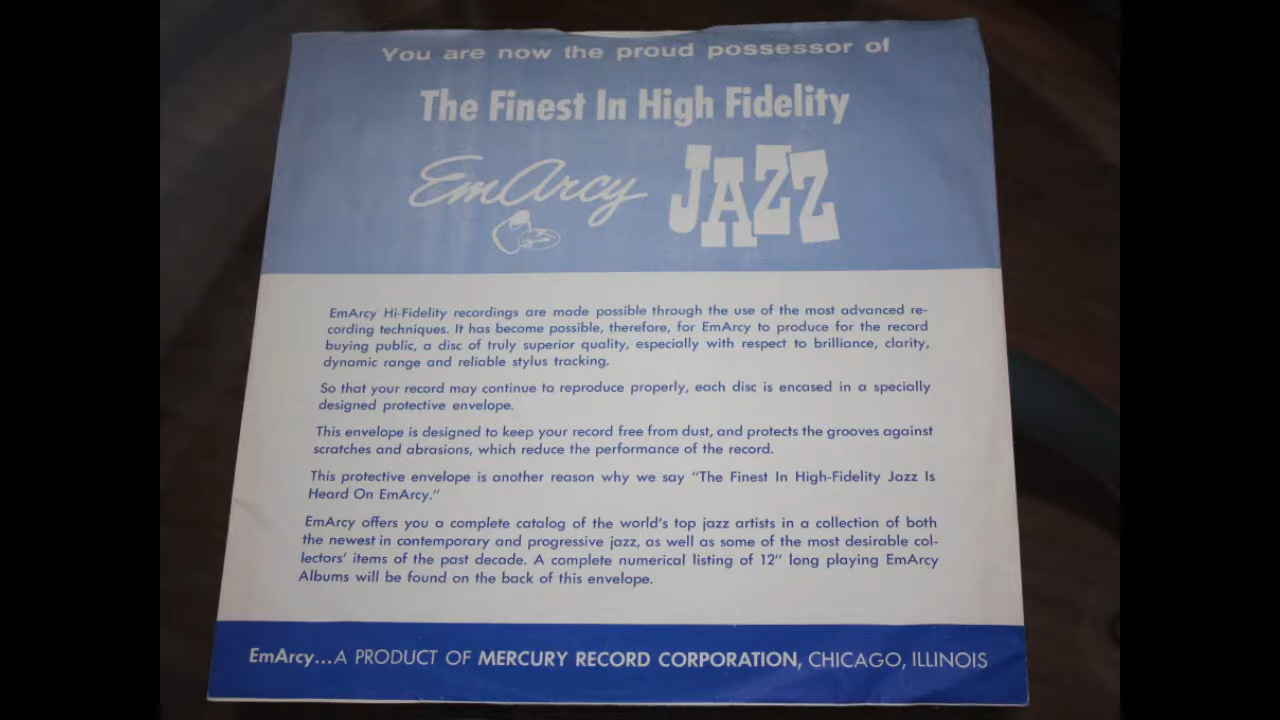 You are now the proud possessor of
The Finest In High Fidelity
EmArcy JAZZ
EmArcy Hi-Fidelity recordings are made possible through the use of the most advanced re-
cording techniques. It has become possible, therefore, for EmArcy to produce for the record
buying public, a disc of truly superior quality, especially with respect to brilliance, clarity,
dynamic range and reliable stylus tracking.
So that your record may continue to reproduce properly, each disc is encased in a specially
designed protective envelope.
This envelope is designed to keep your record free from dust, and protects the grooves against
scratches and abrasions, which reduce the performance of the record.
This protective envelope is another reason why we say "The Finest In High-Fidelity Jazz Is
Heard On EmArcy."
EmArcy offers you a complete catalog of the world's top jazz artists in a collection of both
the newest in contemporary and progressive jazz, as well as some of the most desirable col-
lectors' items of the past decade. A complete numerical listing of 12" long playing EmArcy
Albums will be found on the back of this envelope.
EmArcy...A PRODUCT OF MERCURY RECORD CORPORATION, CHICAGO, ILLINOIS